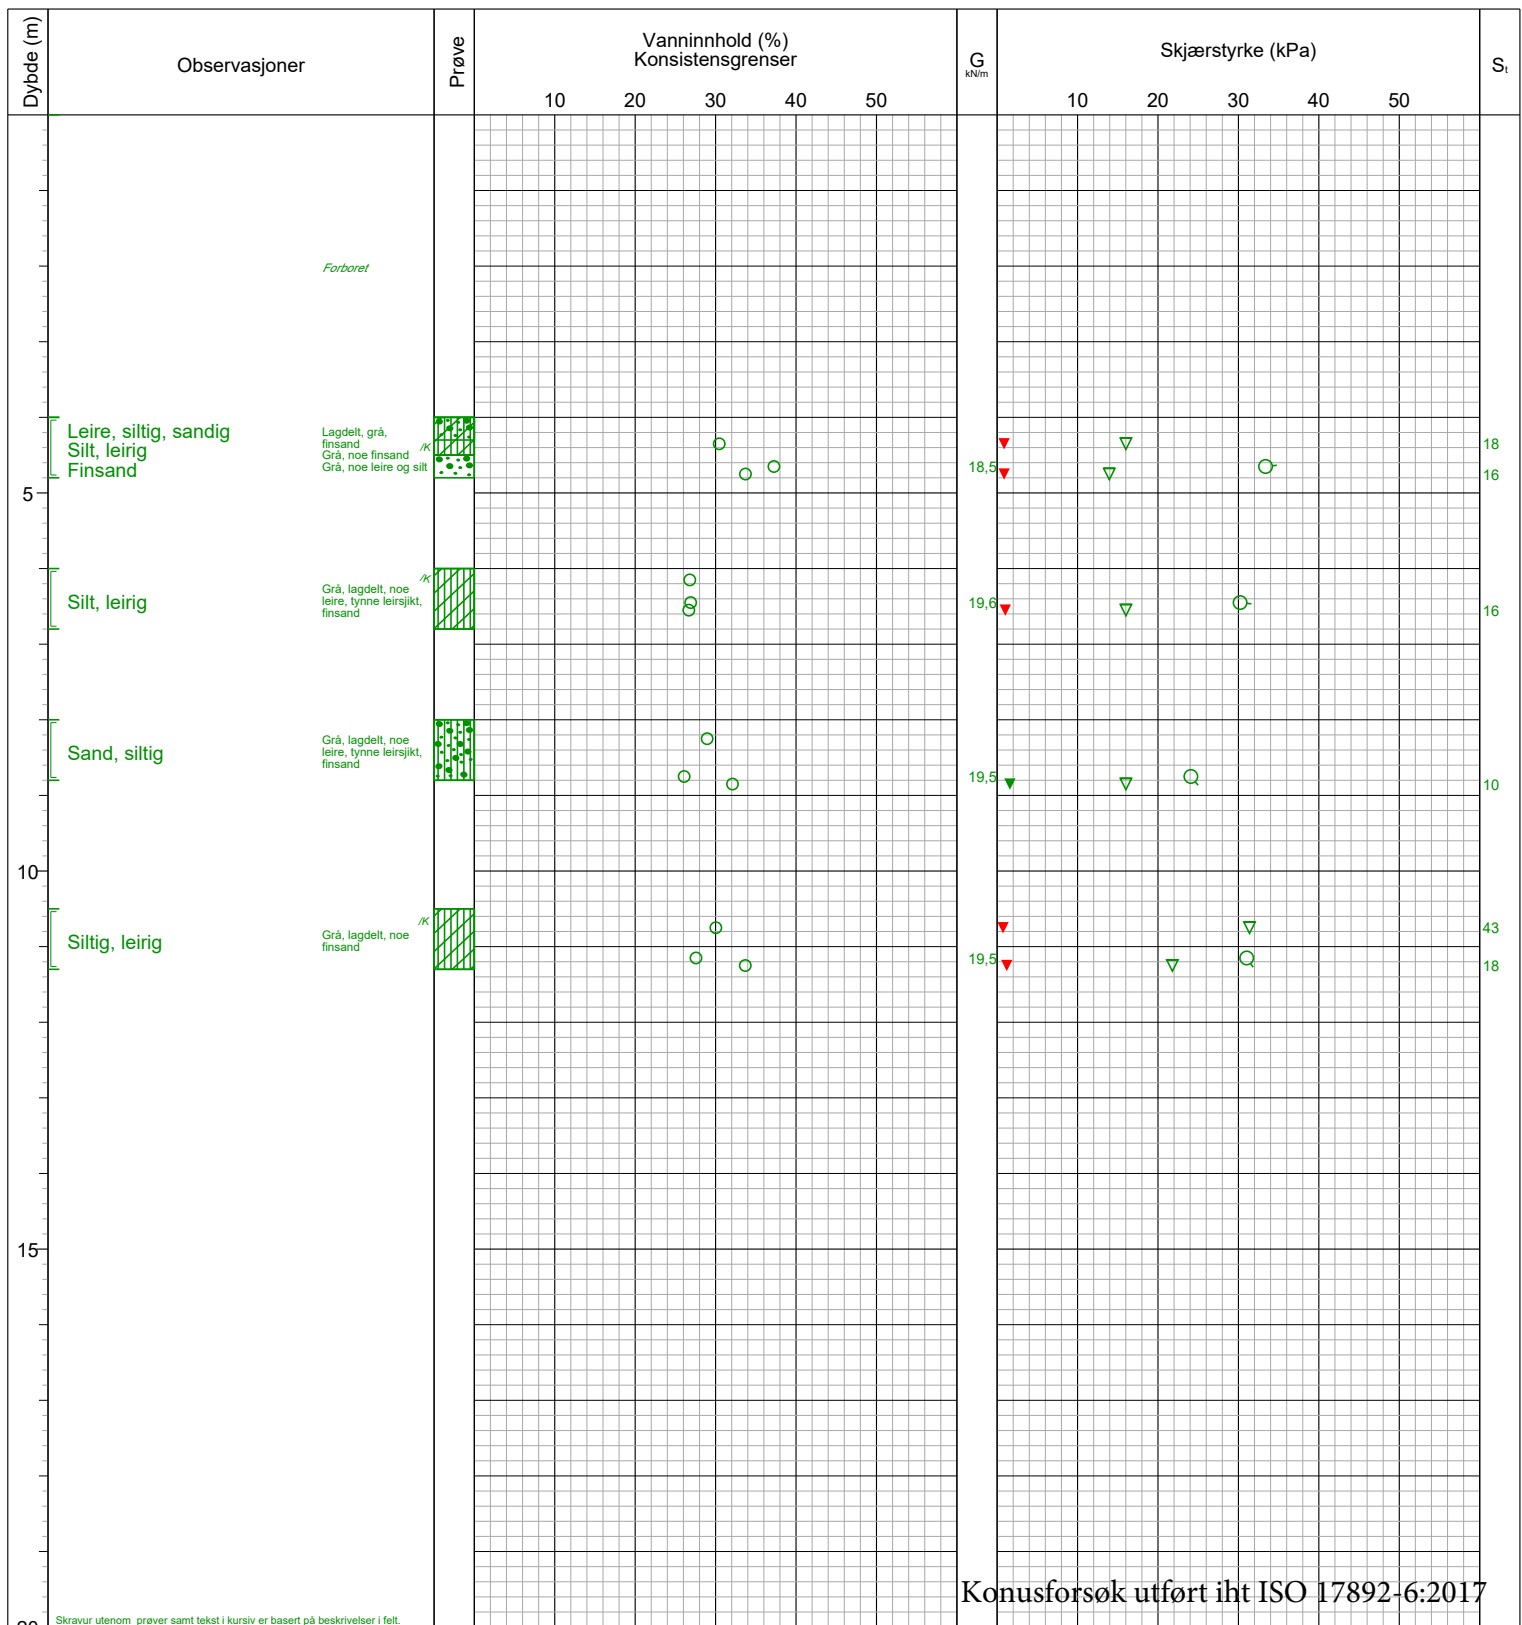 Dybde (m)
Observasjoner
Prøve
Vanninnhold (%)
Konsistensgrenser
10 20 30 40 50
G
kN/m
Skjærstyrke (kPa)
10 20 30 40 50
St
Forboret
Leire, siltig, sandig
Silt, leirig
Finsand
Lagdelt, grå,
finsand
Grå, noe finsand
Grå, noe leire og silt
/K
18
18,5
16
5
Silt, leirig
Grå, lagdelt, noe
leire, tynne leirsjikt,
finsand
/K
19,6
16
Sand, siltig
Grå, lagdelt, noe
leire, tynne leirsjikt,
finsand
19,5
10
10
Siltig, leirig
Grå, lagdelt, noe
finsand
/K
43
19,5
18
15
Konusforsøk utført iht ISO 17892-6:2017
Skravur utenom prøver samt tekst i kursiv er basert på beskrivelser i felt.
20